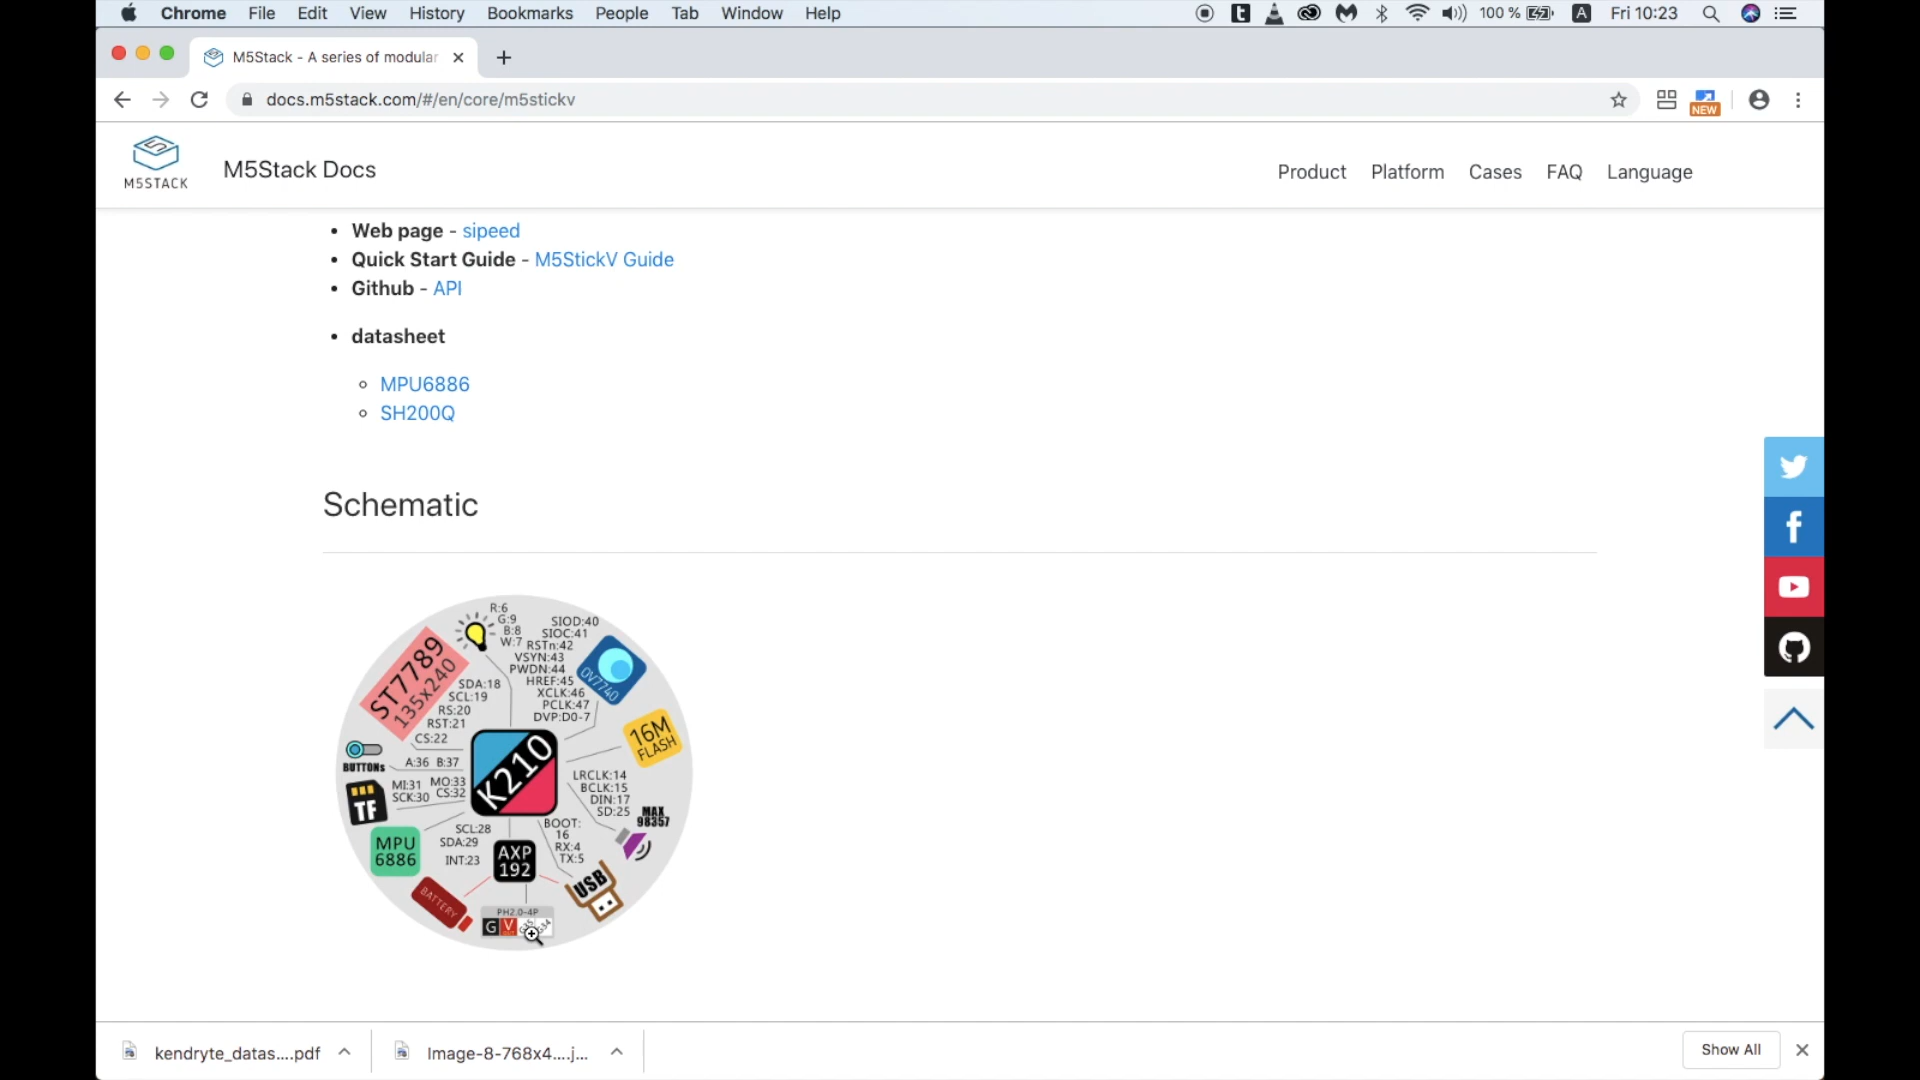 Chrome File Edit View History Bookmarks People Tab Window Help
100 % A Fri 10:23
M5Stack - A series of modular
docs.m5stack.com/#/en/core/m5stickv
NEW
M5STACK
M5Stack Docs
Product Platform Cases FAQ Language
Web page - sipeed
Quick Start Guide - M5StickV Guide
Github - API
datasheet
MPU6886
SH200Q
Schematic
R:6
G:9
B:8
W:7
SIOD:40
SIOC:41
RSTn:42
VSYN:43
PWDN:44
HREF:45
XCLK:46
PCLK:47
DVP:D0-7
OV7740
ST7789
135x240
SDA:18
SCL:19
RS:20
RST:21
CS:22
16M
FLASH
BUTTONs
A:36 B:37
K210
TF
MI:31 MO:33
SCK:30 CS:32
LRCLK:14
BCLK:15
DIN:17
SD:25
MAX
98357
MPU
6886
SCL:28
SDA:29
INT:23
AXP
192
BOOT:
16
RX:4
TX:5
USB
BATTERY
PH2.0-4P
G V
kendryte_datas....pdf
Image-8-768x4....j...
Show All